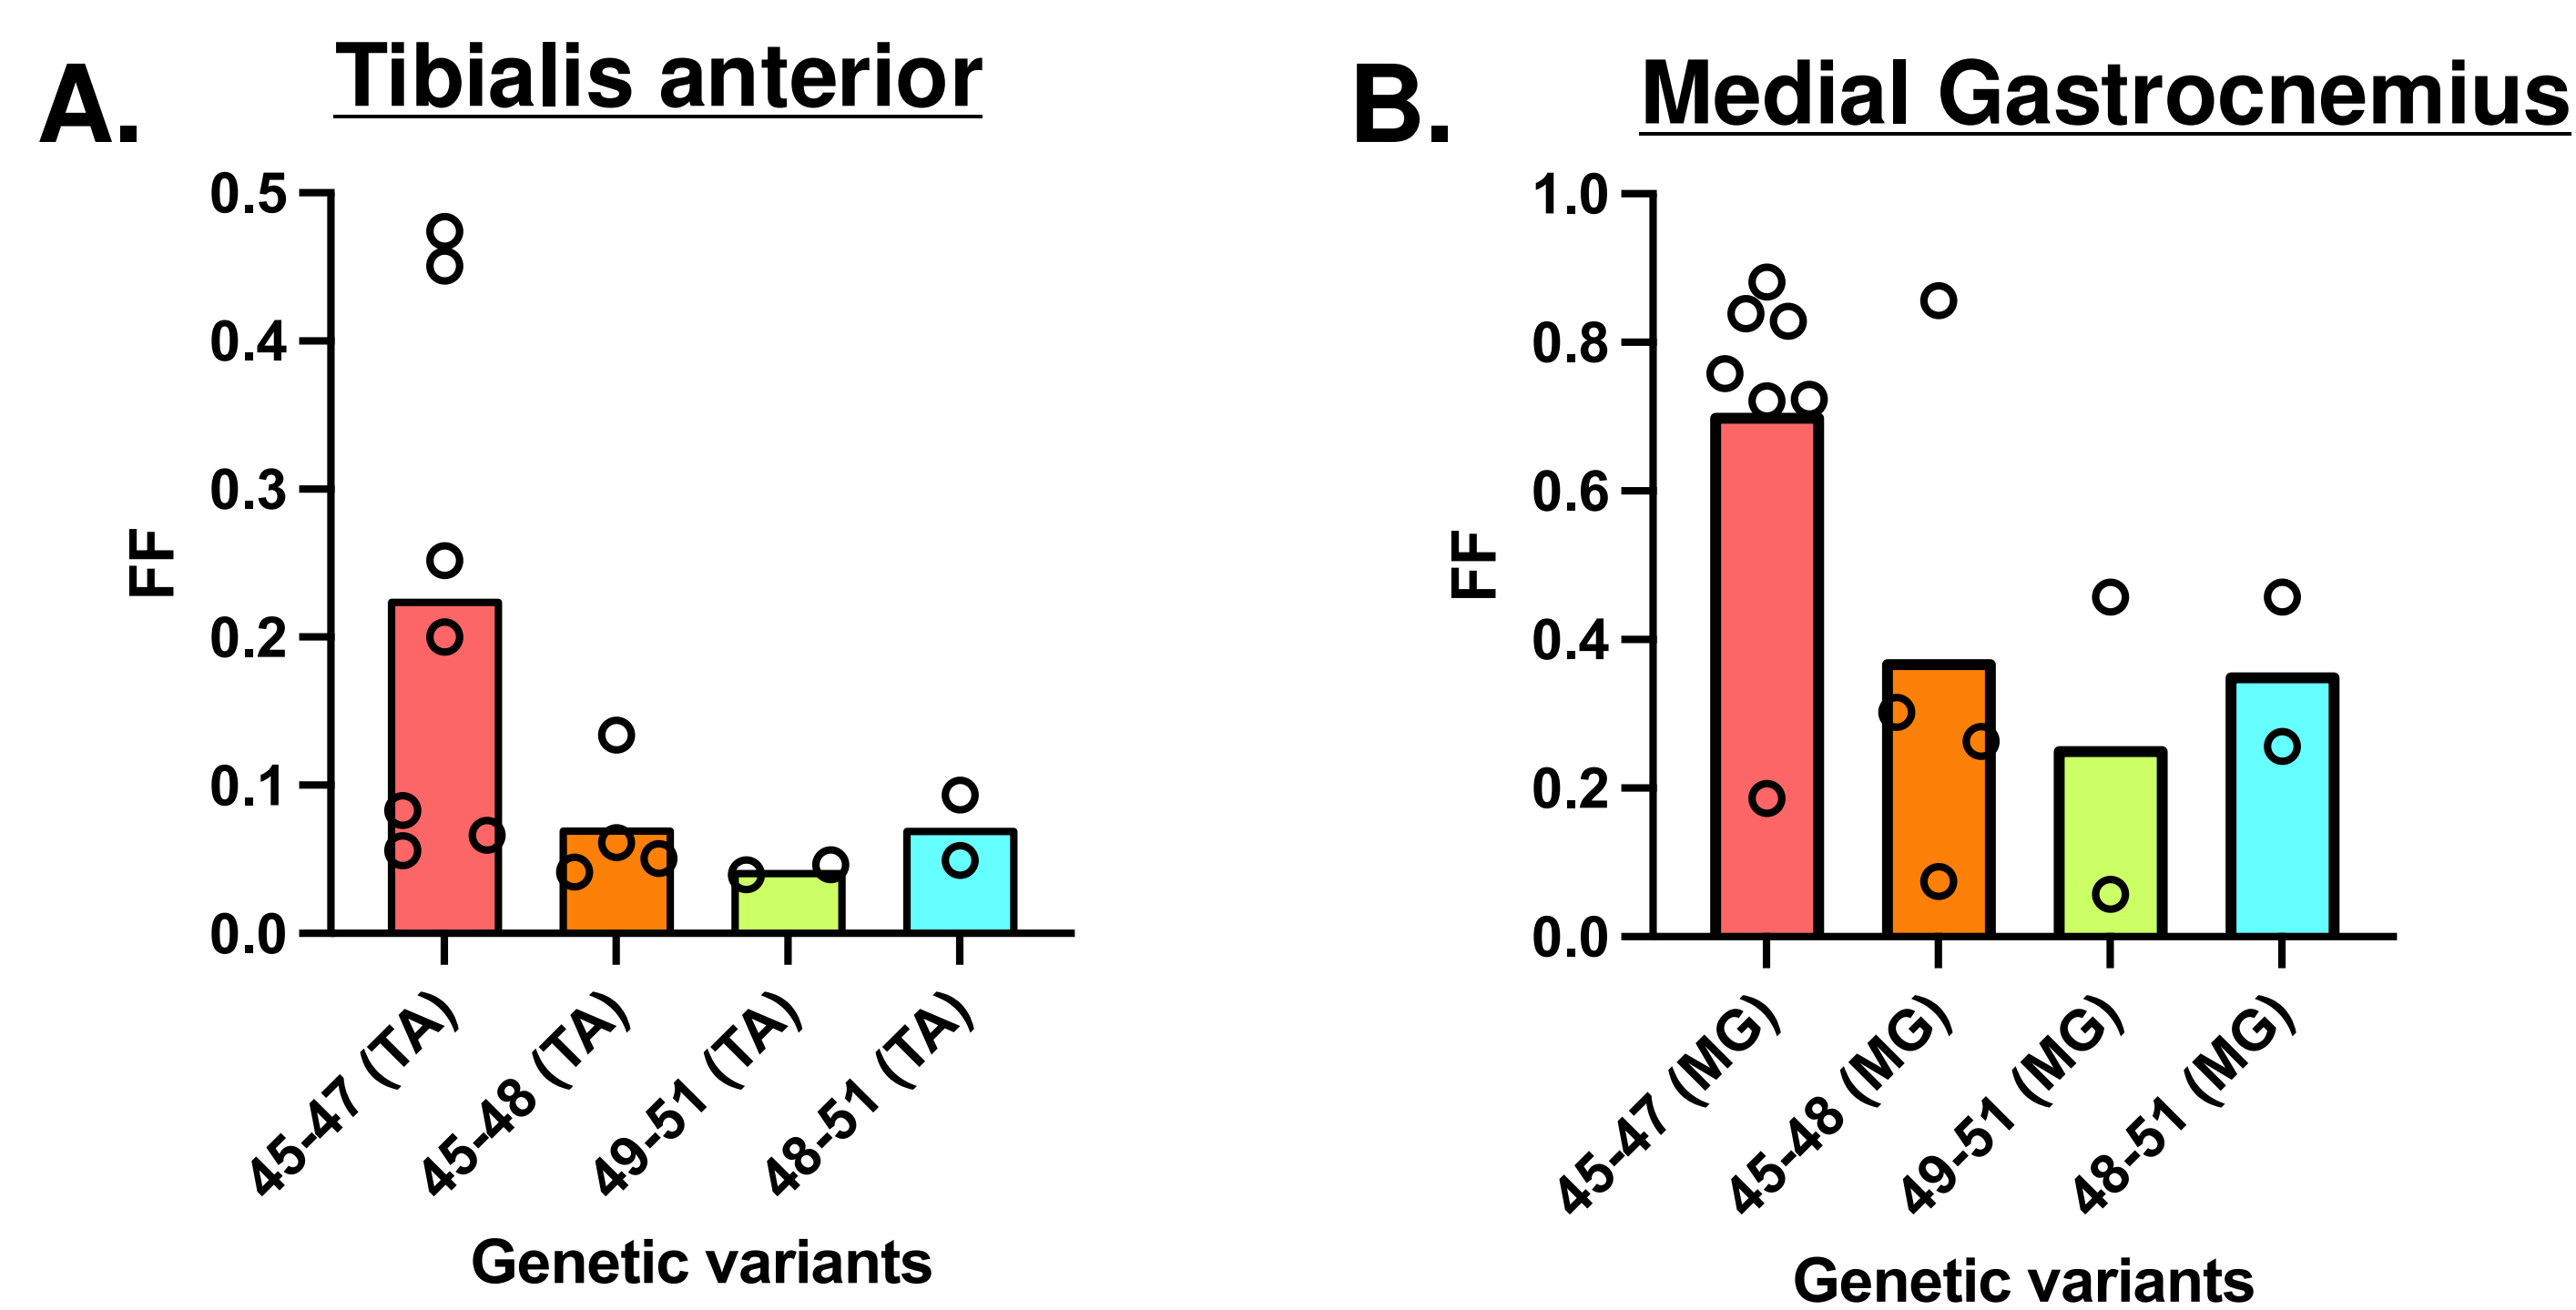 A.
Tibialis anterior
0.5
0.4
0.3
0.2
0.1
0.0
FF
45-47 (TA)
45-48 (TA)
49-51 (TA)
48-51 (TA)
Genetic variants
B.
Medial Gastrocnemius
1.0
0.8
0.6
0.4
0.2
0.0
FF
45-47 (MG)
45-48 (MG)
49-51 (MG)
48-51 (MG)
Genetic variants